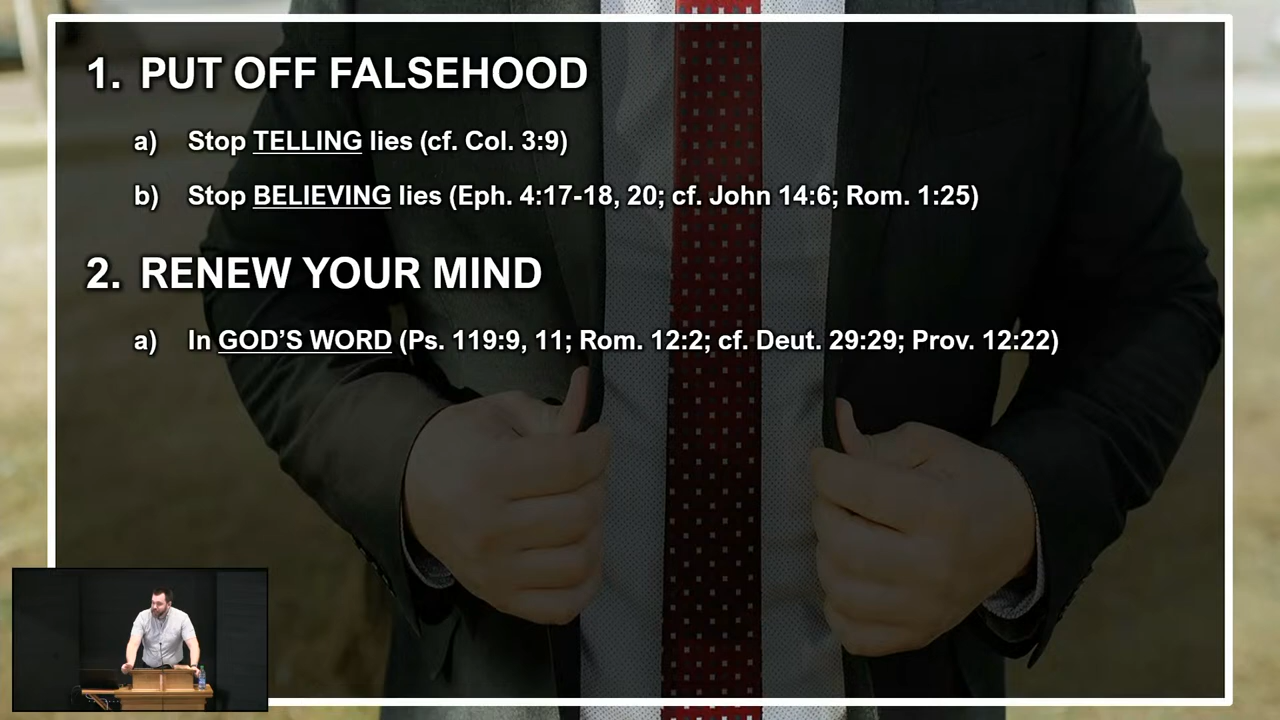 1. PUT OFF FALSEHOOD
a) Stop TELLING lies (cf. Col. 3:9)
b) Stop BELIEVING lies (Eph. 4:17-18, 20; cf. John 14:6; Rom. 1:25)
2. RENEW YOUR MIND
a) In GOD’S WORD (Ps. 119:9, 11; Rom. 12:2; cf. Deut. 29:29; Prov. 12:22)